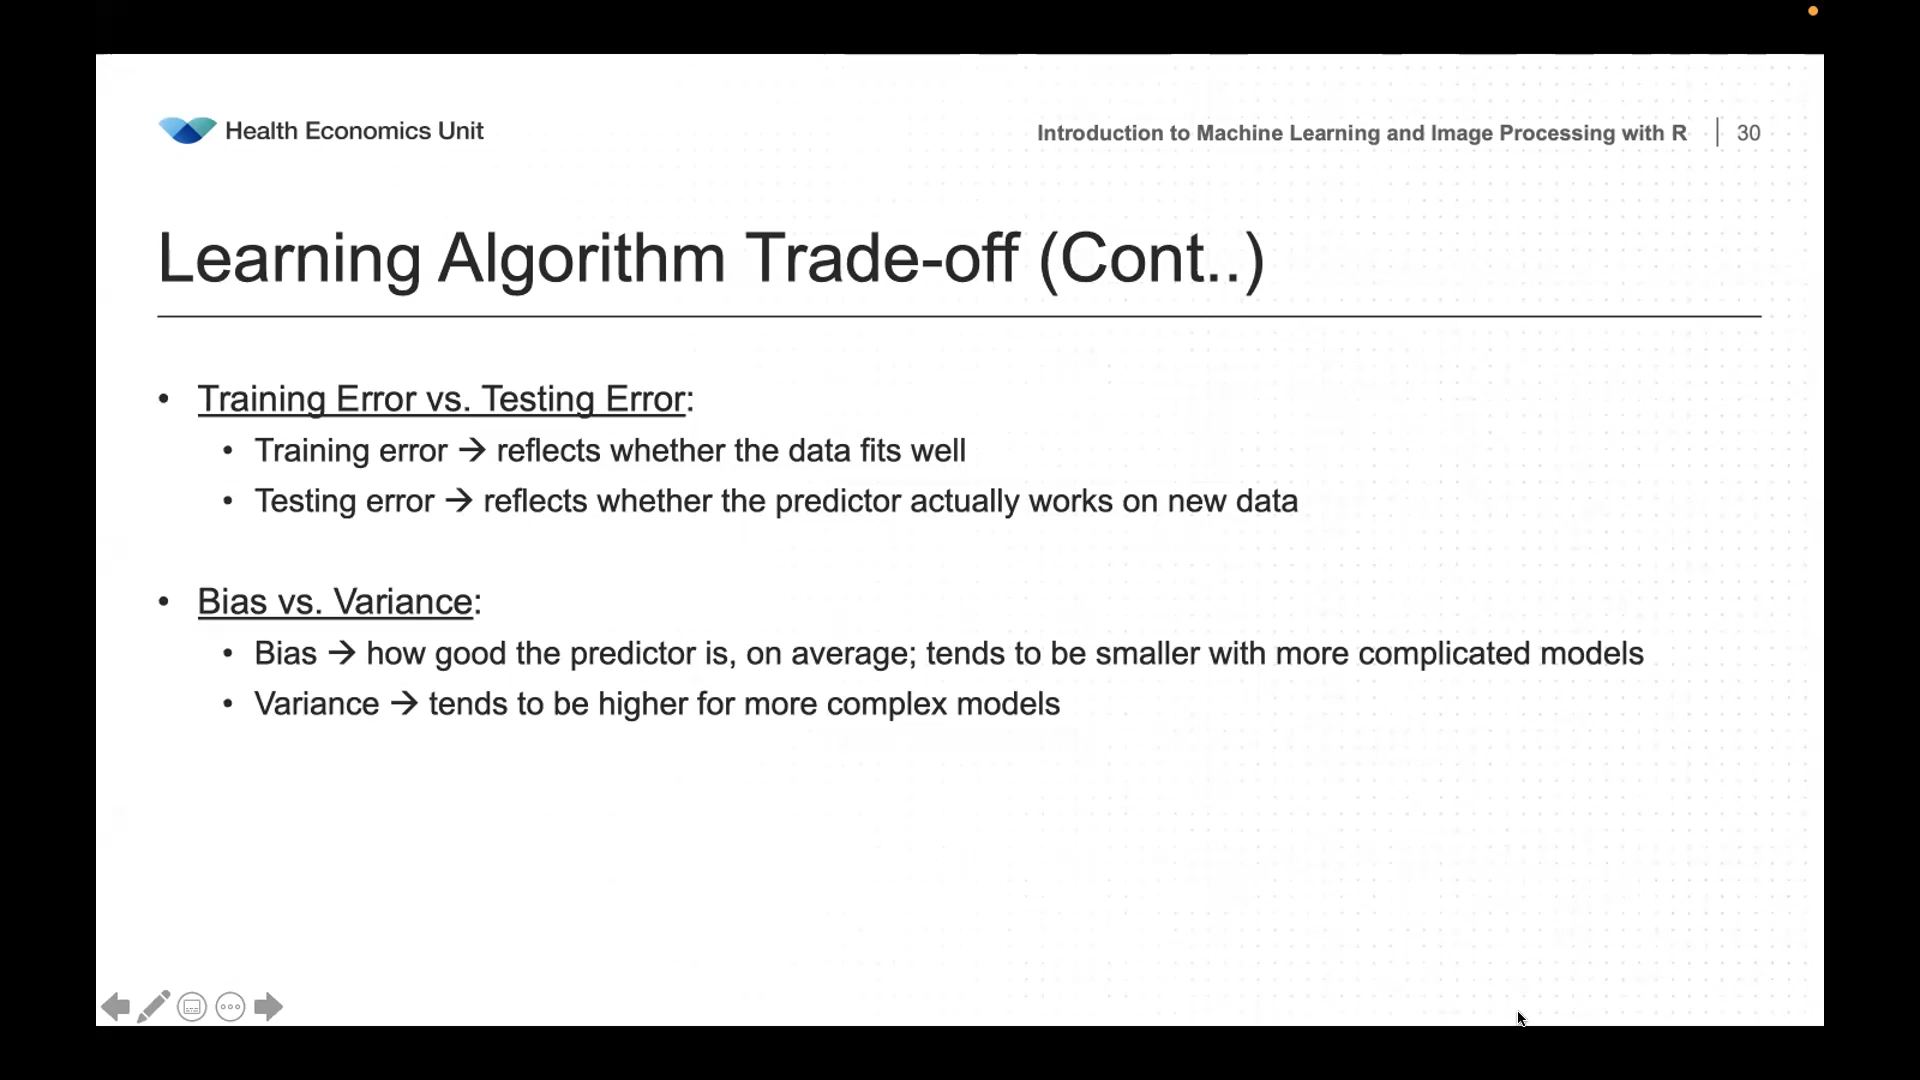 Health Economics Unit
Introduction to Machine Learning and Image Processing with R | 30
Learning Algorithm Trade-off (Cont..)
• Training Error vs. Testing Error:
• Training error → reflects whether the data fits well
• Testing error → reflects whether the predictor actually works on new data
• Bias vs. Variance:
• Bias → how good the predictor is, on average; tends to be smaller with more complicated models
• Variance → tends to be higher for more complex models